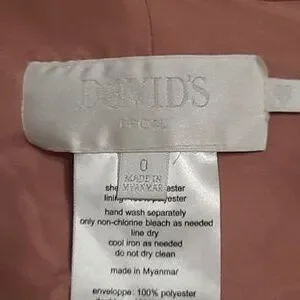 DAVID'S
0
MADE IN
MYANMAR
hand wash separately
only non-chlorine bleach as needed
line dry
cool iron as needed
do not dry clean
made in Myanmar
enveloppe: 100% polyester